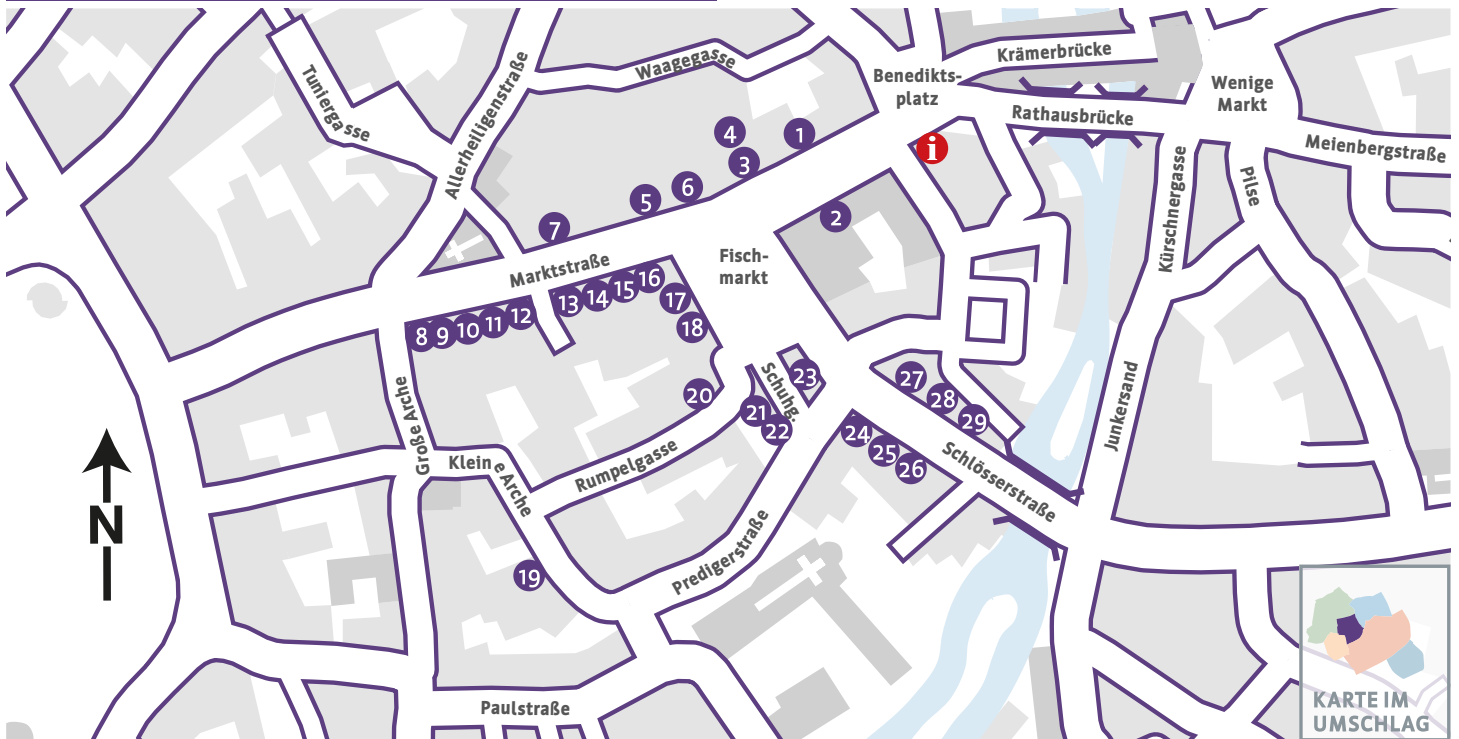 Krämerbrücke
Waagegasse
Benedikts-
platz
Wenige
Markt
Tuniergasse
Allerheiligenstraße
Rathausbrücke
Meienbergstraße
4
1
i
3
Kürschnergasse
Pilse
5
6
2
7
Marktstraße
Fisch-
markt
8
9
10
11
12
13
14
15
16
17
18
Große Arche
Schuhg.
23
20
21
22
27
28
29
Junkersand
24
25
26
Schlösserstraße
Kleine Arche
Rumpelgasse
N
Predigerstraße
19
Paulstraße
KARTE IM
UMSCHLAG